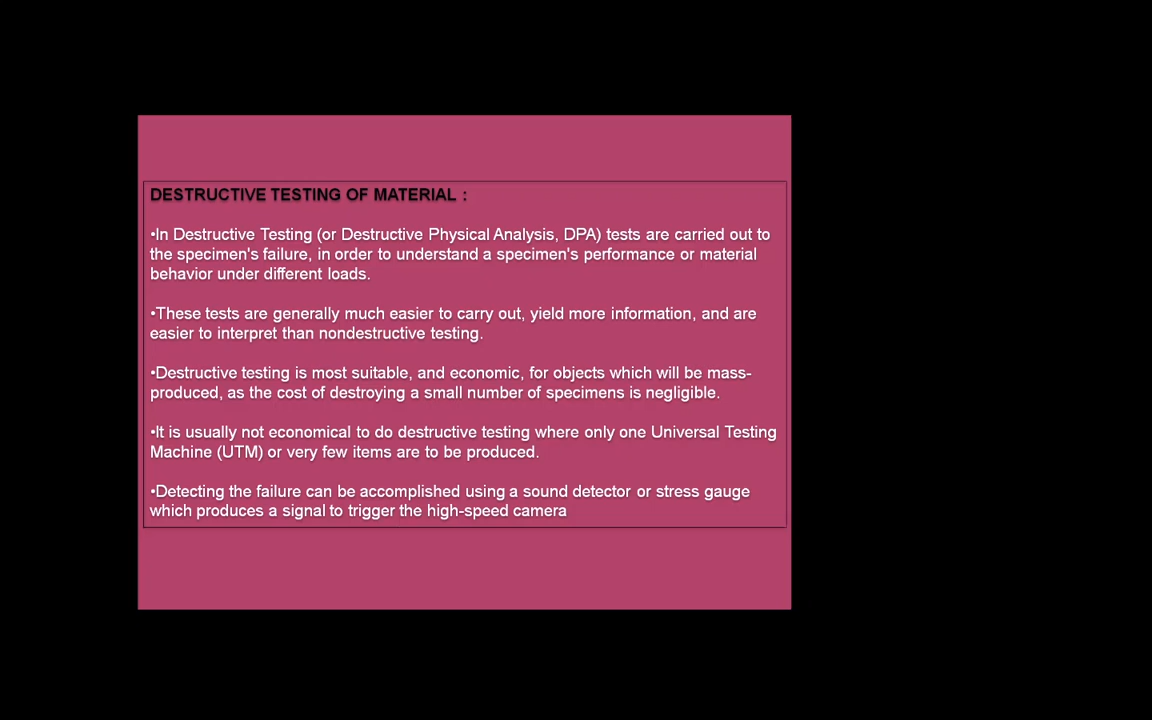 DESTRUCTIVE TESTING OF MATERIAL :
•In Destructive Testing (or Destructive Physical Analysis, DPA) tests are carried out to
the specimen's failure, in order to understand a specimen's performance or material
behavior under different loads.
•These tests are generally much easier to carry out, yield more information, and are
easier to interpret than nondestructive testing.
•Destructive testing is most suitable, and economic, for objects which will be mass-
produced, as the cost of destroying a small number of specimens is negligible.
•It is usually not economical to do destructive testing where only one Universal Testing
Machine (UTM) or very few items are to be produced.
•Detecting the failure can be accomplished using a sound detector or stress gauge
which produces a signal to trigger the high-speed camera